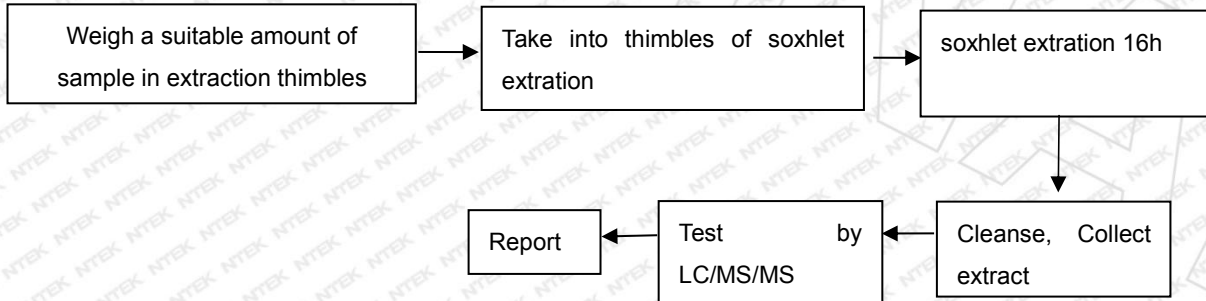 Weigh a suitable amount of
sample in extraction thimbles
Take into thimbles of soxhlet
extration
soxhlet extration 16h
Cleanse, Collect
extract
Test by
LC/MS/MS
Report